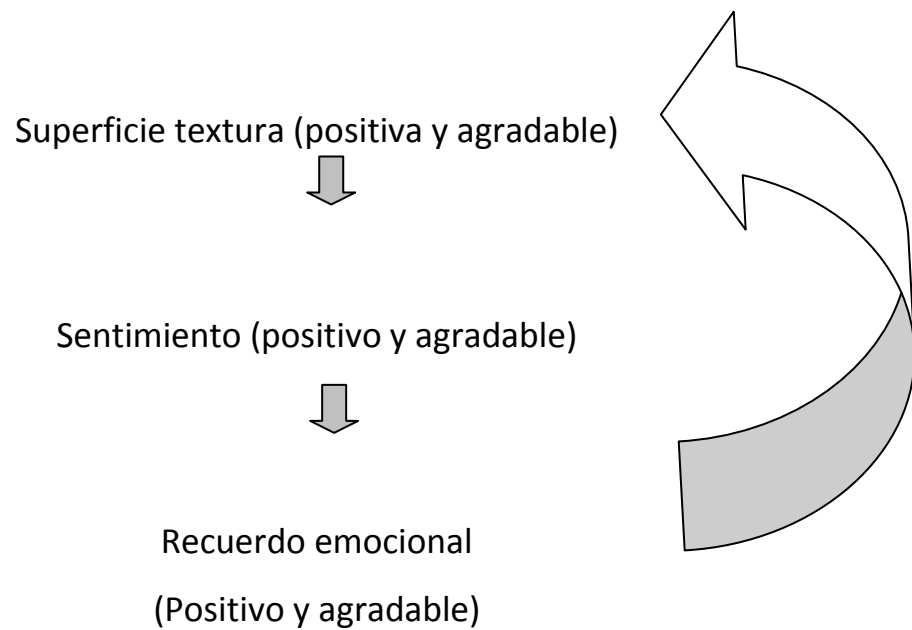 Superficie textura (positiva y agradable)
Sentimiento (positivo y agradable)
Recuerdo emocional
(Positivo y agradable)